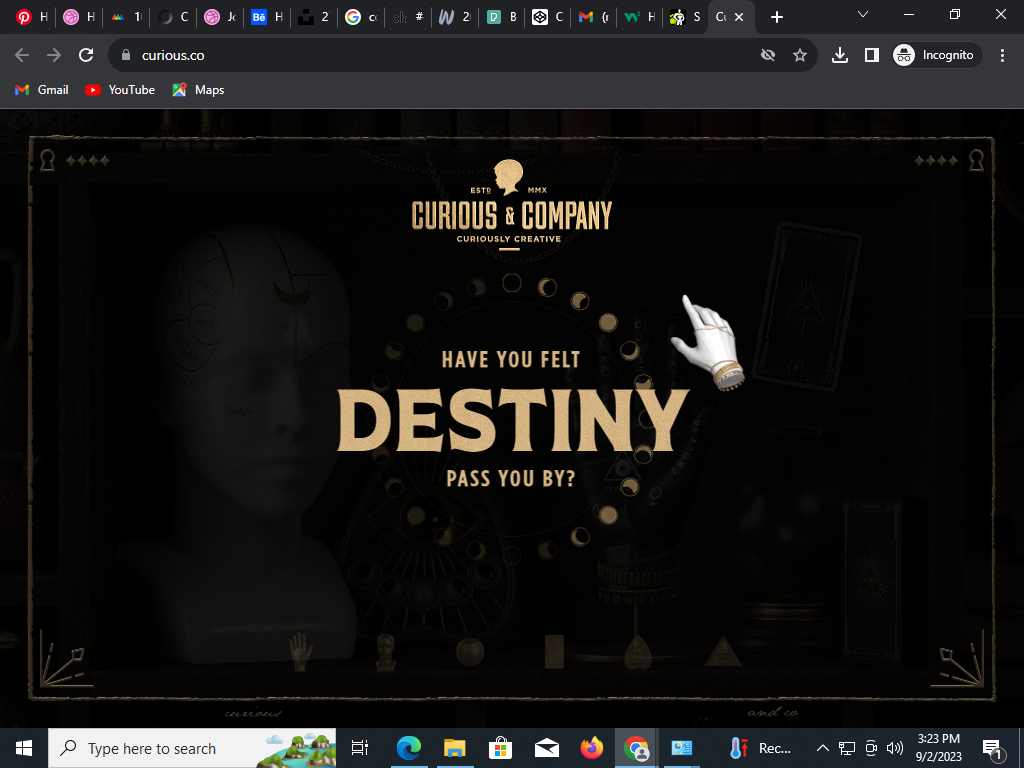 H
H
1
C
J
Bē H
2
G c
sk #
2
B
C
(r
H
S
Cu
curious.co
Incognito
Gmail
YouTube
Maps
ESTD
MMX
CURIOUS & COMPANY
CURIOUSLY CREATIVE
HAVE YOU FELT
DESTINY
PASS YOU BY?
curious
and co
Type here to search
Rec...
3:23 PM
9/2/2023
1